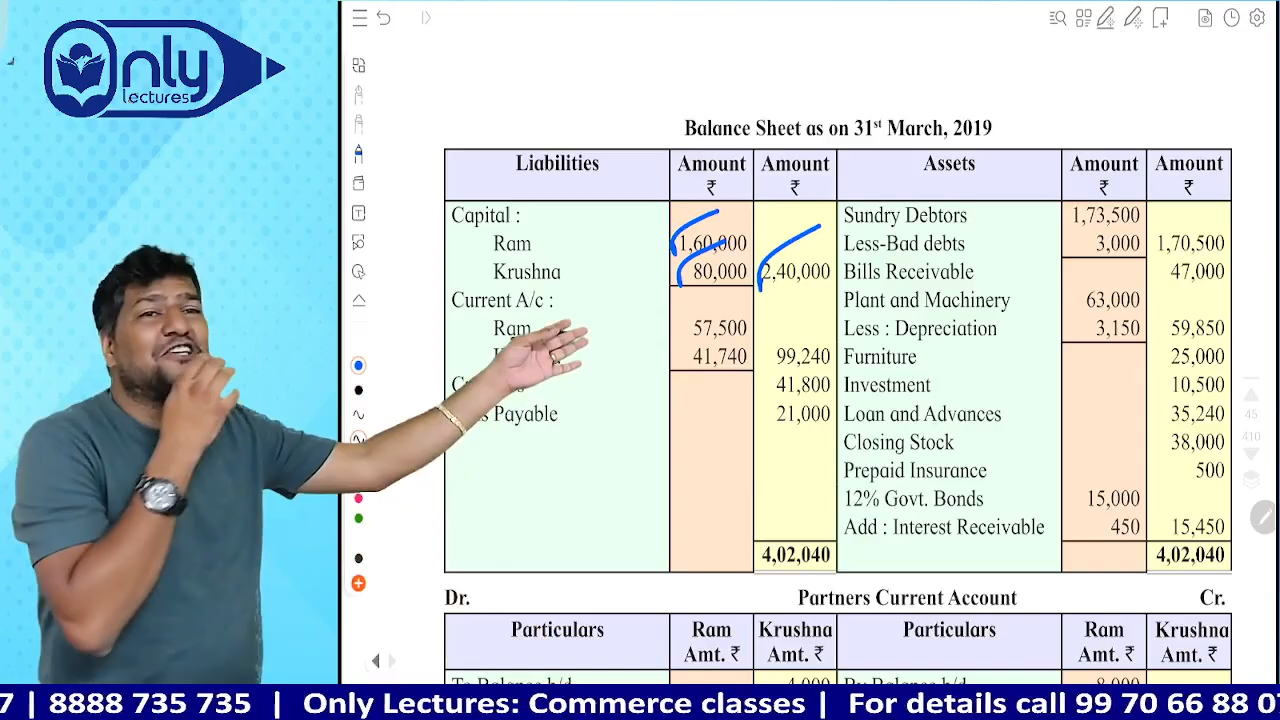 Only
lectures
Balance Sheet as on 31st March, 2019
Liabilities Amount ₹ Amount ₹ Assets Amount ₹ Amount ₹
Capital : Sundry Debtors 1,73,500
Ram 1,60,000 Less-Bad debts 3,000 1,70,500
Krushna 80,000 2,40,000 Bills Receivable 47,000
Current A/c : Plant and Machinery 63,000
Ram 57,500 Less : Depreciation 3,150 59,850
41,740 99,240 Furniture 25,000
41,800 Investment 10,500
Payable 21,000 Loan and Advances 35,240
Closing Stock 38,000
Prepaid Insurance 500
12% Govt. Bonds 15,000
Add : Interest Receivable 450 15,450
4,02,040 4,02,040
Dr. Partners Current Account Cr.
Particulars Ram Amt. ₹ Krushna Amt. ₹ Particulars Ram Amt. ₹ Krushna Amt. ₹
45
410
7 | 8888 735 735 | Only Lectures: Commerce classes | For details call 99 70 66 88 0